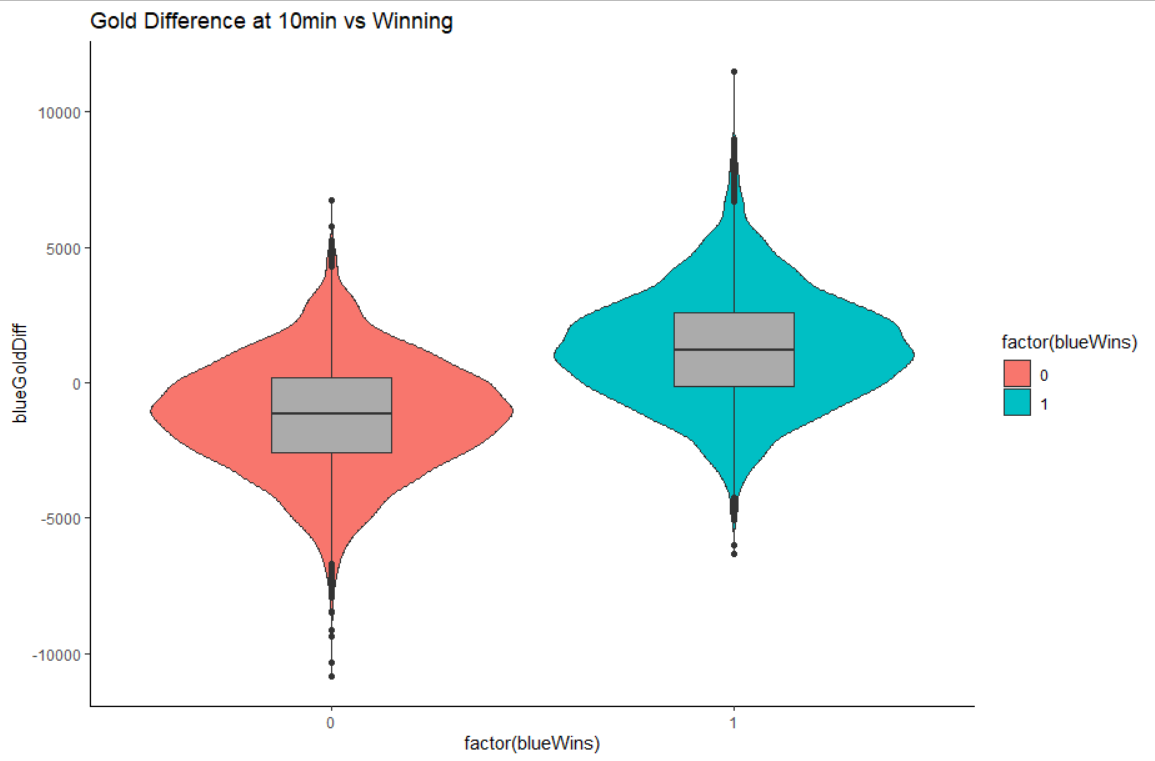 Gold Difference at 10min vs Winning
10000
5000
0
-5000
-10000
blueGoldDiff
0
1
factor(blueWins)
factor(blueWins)
0
1